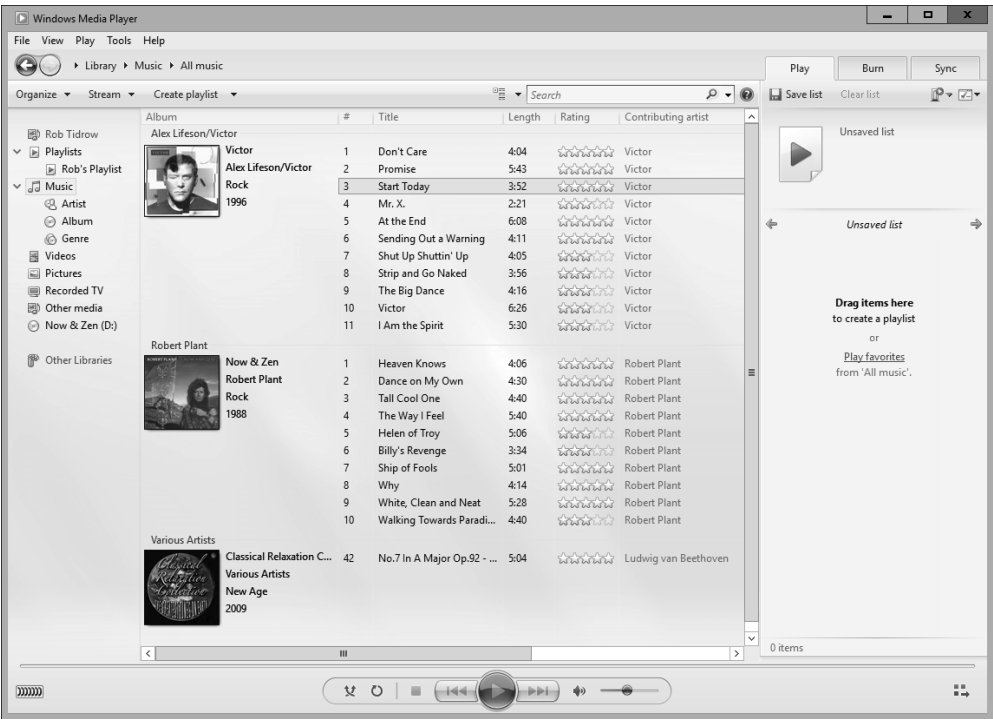 Windows Media Player
File View Play Tools Help
Library Music All music
Play Burn Sync
Organize Stream Create playlist Search
Save list Clear list
Album # Title Length Rating Contributing artist
Rob Tidrow
Playlists
Rob's Playlist
Music
Artist
Album
Genre
Videos
Pictures
Recorded TV
Other media
Now & Zen (D:)
Other Libraries
Alex Lifeson/Victor
Victor
Alex Lifeson/Victor
Rock
1996
1 Don't Care 4:04 Victor
2 Promise 5:43 Victor
3 Start Today 3:52 Victor
4 Mr. X. 2:21 Victor
5 At the End 6:08 Victor
6 Sending Out a Warning 4:11 Victor
7 Shut Up Shuttin' Up 4:05 Victor
8 Strip and Go Naked 3:56 Victor
9 The Big Dance 4:16 Victor
10 Victor 6:26 Victor
11 I Am the Spirit 5:30 Victor
Robert Plant
Now & Zen
Robert Plant
Rock
1988
1 Heaven Knows 4:06 Robert Plant
2 Dance on My Own 4:30 Robert Plant
3 Tall Cool One 4:40 Robert Plant
4 The Way I Feel 5:40 Robert Plant
5 Helen of Troy 5:06 Robert Plant
6 Billy's Revenge 3:34 Robert Plant
7 Ship of Fools 5:01 Robert Plant
8 Why 4:14 Robert Plant
9 White, Clean and Neat 5:28 Robert Plant
10 Walking Towards Paradi... 4:40 Robert Plant
Various Artists
Classical Relaxation C...
Various Artists
New Age
2009
Classical
Relaxation
Collection
42 No.7 In A Major Op.92 - ... 5:04 Ludwig van Beethoven
Unsaved list
Unsaved list
Drag items here
to create a playlist
or
Play favorites
from 'All music'.
0 items